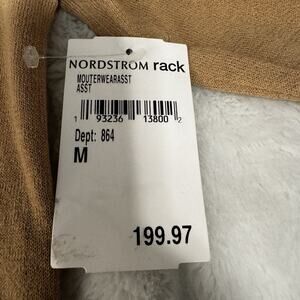 NORDSTROM rack
MOUTERWEARASST
ASST
1 93236 13800 2
Dept: 864
M
199.97